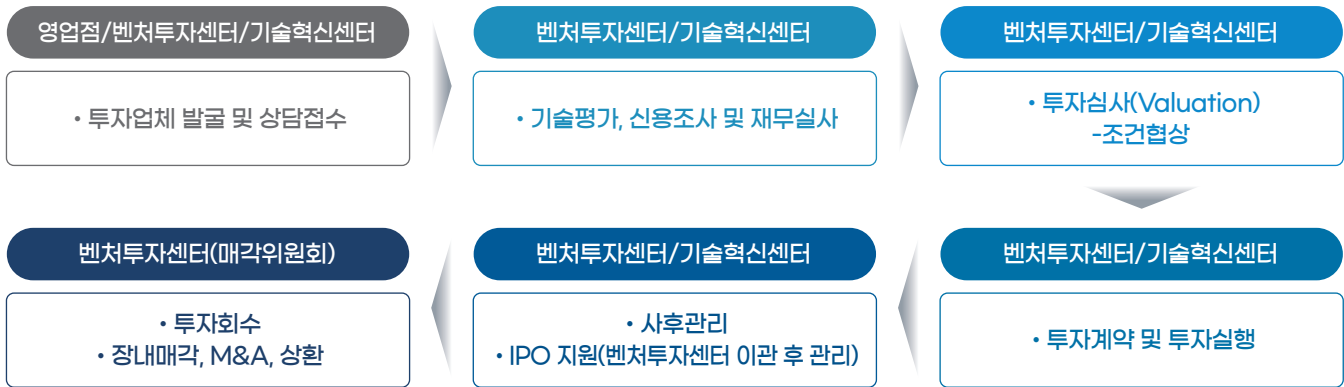 영업점/벤처투자센터/기술혁신센터
• 투자업체 발굴 및 상담접수
벤처투자센터/기술혁신센터
• 기술평가, 신용조사 및 재무실사
벤처투자센터/기술혁신센터
• 투자심사(Valuation)
-조건협상
벤처투자센터/기술혁신센터
• 투자계약 및 투자실행
벤처투자센터/기술혁신센터
• 사후관리
• IPO 지원(벤처투자센터 이관 후 관리)
벤처투자센터(매각위원회)
• 투자회수
• 장내매각, M&A, 상환